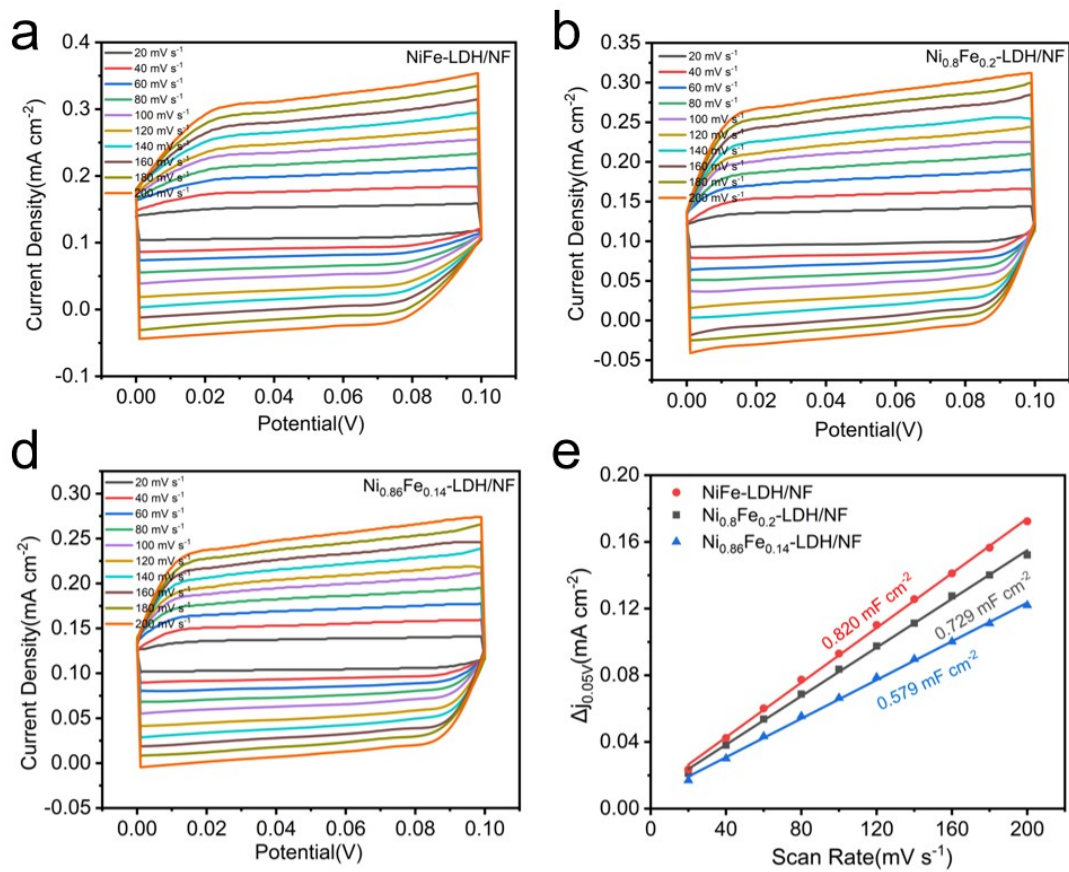 a
NiFe-LDH/NF
20 mV s⁻¹
40 mV s⁻¹
60 mV s⁻¹
80 mV s⁻¹
100 mV s⁻¹
120 mV s⁻¹
140 mV s⁻¹
160 mV s⁻¹
180 mV s⁻¹
200 mV s⁻¹
0.4
0.3
0.2
0.1
0.0
-0.1
Current Density(mA cm⁻²)
0.00 0.02 0.04 0.06 0.08 0.10
Potential(V)
b
Ni₀.₈Fe₀.₂-LDH/NF
20 mV s⁻¹
40 mV s⁻¹
60 mV s⁻¹
80 mV s⁻¹
100 mV s⁻¹
120 mV s⁻¹
140 mV s⁻¹
160 mV s⁻¹
180 mV s⁻¹
200 mV s⁻¹
0.35
0.30
0.25
0.20
0.15
0.10
0.05
0.00
-0.05
Current Density(mA cm⁻²)
0.00 0.02 0.04 0.06 0.08 0.10
Potential(V)
d
Ni₀.₈₆Fe₀.₁₄-LDH/NF
20 mV s⁻¹
40 mV s⁻¹
60 mV s⁻¹
80 mV s⁻¹
100 mV s⁻¹
120 mV s⁻¹
140 mV s⁻¹
160 mV s⁻¹
180 mV s⁻¹
200 mV s⁻¹
0.30
0.25
0.20
0.15
0.10
0.05
0.00
-0.05
Current Density(mA cm⁻²)
0.00 0.02 0.04 0.06 0.08 0.10
Potential(V)
e
NiFe-LDH/NF
Ni₀.₈Fe₀.₂-LDH/NF
Ni₀.₈₆Fe₀.₁₄-LDH/NF
0.820 mF cm⁻²
0.729 mF cm⁻²
0.579 mF cm⁻²
0.20
0.16
0.12
0.08
0.04
0.00
Δj₀.₀₅ᵥ(mA cm⁻²)
0 40 80 120 160 200
Scan Rate(mV s⁻¹)